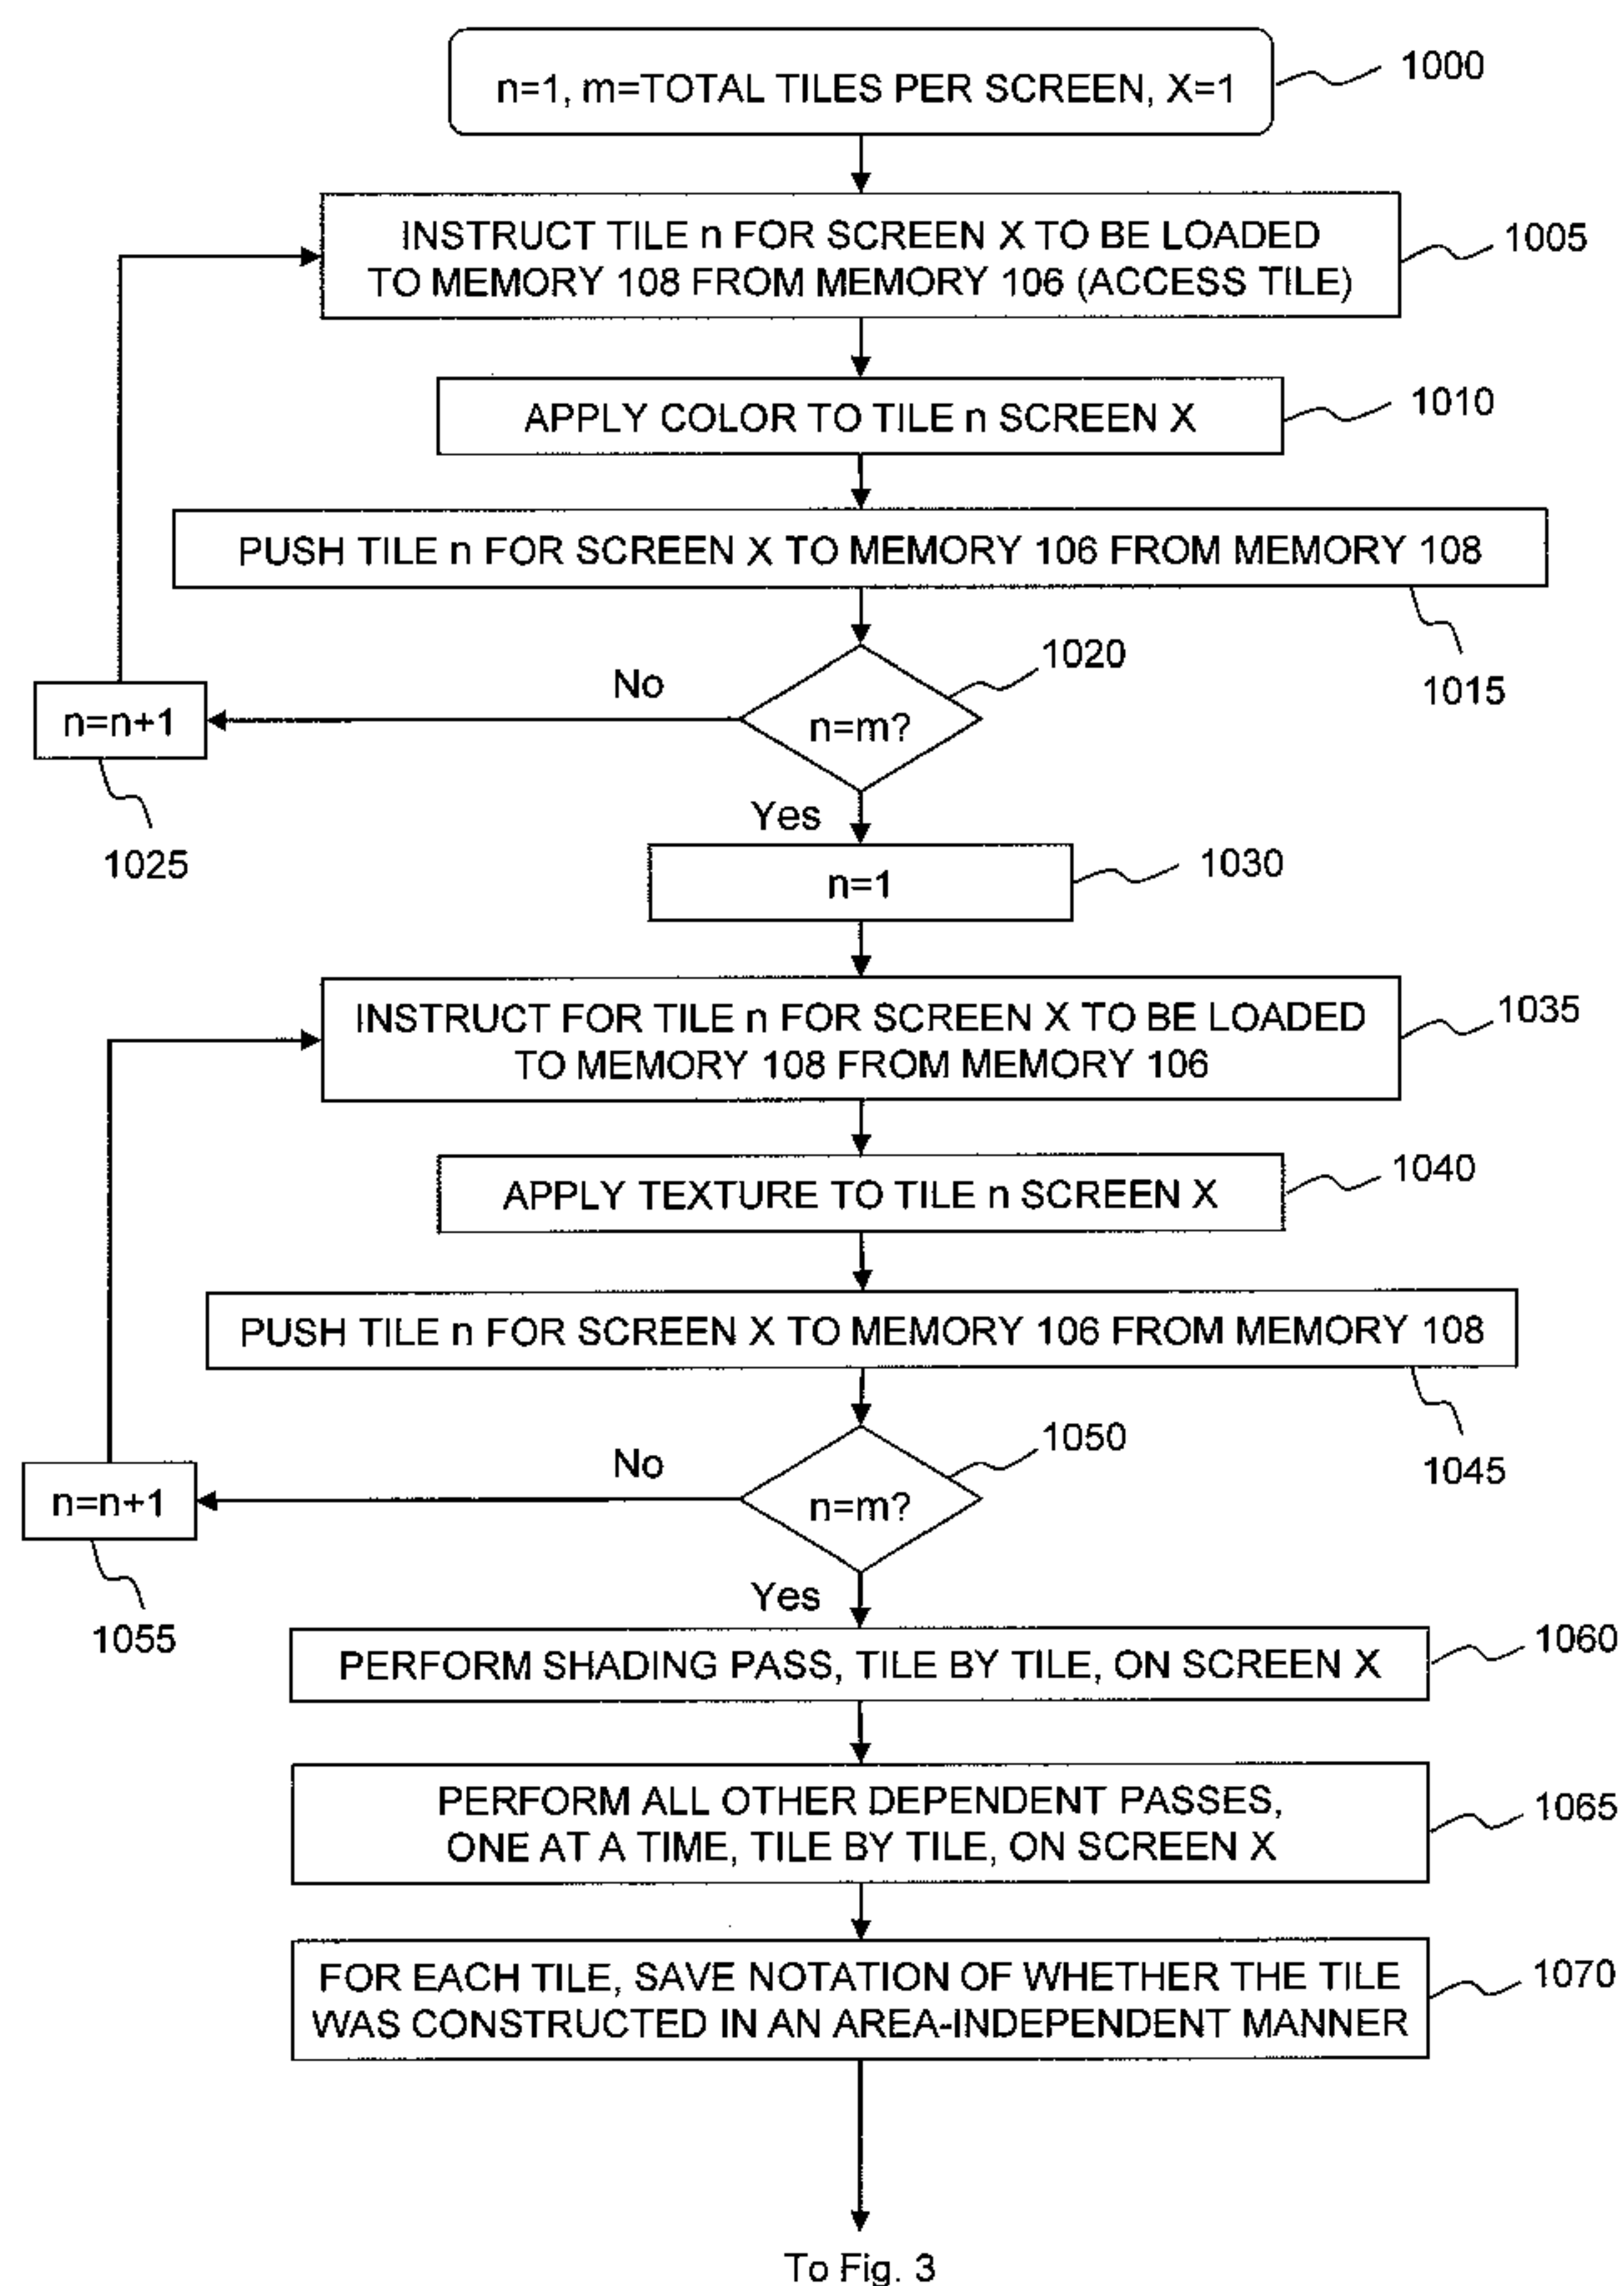 n=1, m=TOTAL TILES PER SCREEN, X=1
1000
INSTRUCT TILE n FOR SCREEN X TO BE LOADED
TO MEMORY 108 FROM MEMORY 106 (ACCESS TILE)
1005
APPLY COLOR TO TILE n SCREEN X
1010
PUSH TILE n FOR SCREEN X TO MEMORY 106 FROM MEMORY 108
1015
n=m?
1020
No
n=n+1
1025
Yes
n=1
1030
INSTRUCT FOR TILE n FOR SCREEN X TO BE LOADED
TO MEMORY 108 FROM MEMORY 106
1035
APPLY TEXTURE TO TILE n SCREEN X
1040
PUSH TILE n FOR SCREEN X TO MEMORY 106 FROM MEMORY 108
1045
n=m?
1050
No
n=n+1
1055
Yes
PERFORM SHADING PASS, TILE BY TILE, ON SCREEN X
1060
PERFORM ALL OTHER DEPENDENT PASSES,
ONE AT A TIME, TILE BY TILE, ON SCREEN X
1065
FOR EACH TILE, SAVE NOTATION OF WHETHER THE TILE
WAS CONSTRUCTED IN AN AREA-INDEPENDENT MANNER
1070
To Fig. 3